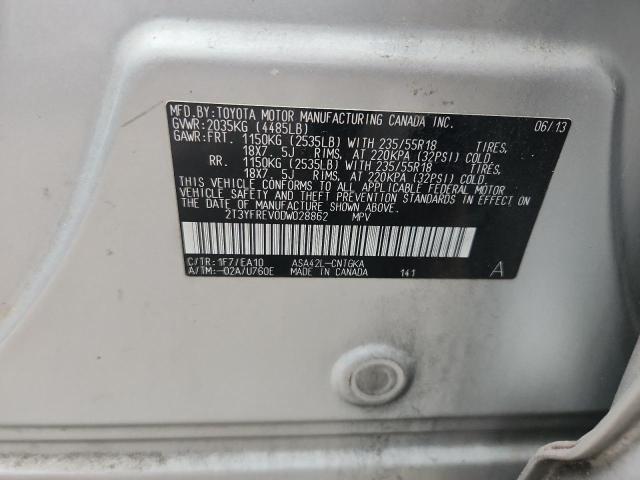 MFD.BY:TOYOTA MOTOR MANUFACTURING CANADA INC. 06/13
GVWR:2035KG (4485LB)
GAWR:FRT. 1150KG (2535LB) WITH 235/55R18 TIRES,
18X7.5J RIMS, AT 220KPA (32PSI) COLD.
RR. 1150KG (2535LB) WITH 235/55R18 TIRES,
18X7.5J RIMS, AT 220KPA (32PSI) COLD.
THIS VEHICLE CONFORMS TO ALL APPLICABLE FEDERAL MOTOR
VEHICLE SAFETY AND THEFT PREVENTION STANDARDS IN EFFECT ON
THE DATE OF MANUFACTURE SHOWN ABOVE.
2T3YFREV0DW028862 MPV
C/TR:1F7/EA10 ASA42L-CNTGKA
A/TM:-02A/U760E MADE IN CANADA 141 A